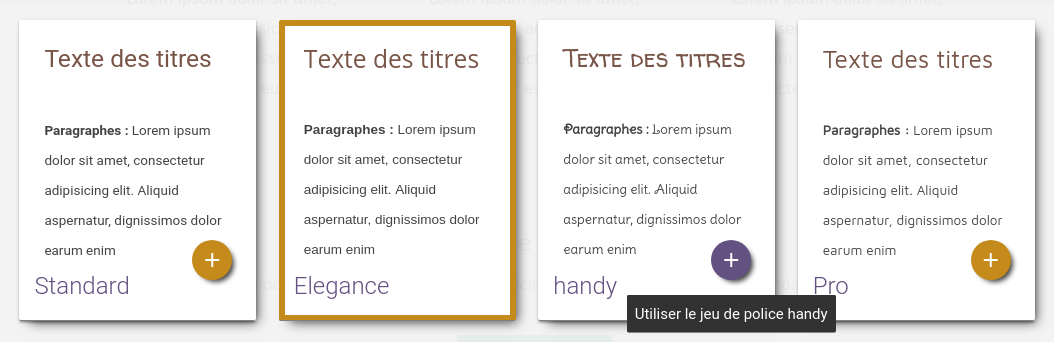 Texte des titres
Paragraphes : Lorem ipsum
dolor sit amet, consectetur
adipisicing elit. Aliquid
aspernatur, dignissimos dolor
earum enim
+
Standard
Texte des titres
Paragraphes : Lorem ipsum
dolor sit amet, consectetur
adipisicing elit. Aliquid
aspernatur, dignissimos dolor
earum enim
Elegance
Texte des titres
Paragraphes : Lorem ipsum
dolor sit amet, consectetur
adipisicing elit. Aliquid
aspernatur, dignissimos dolor
earum enim
+
handy
Utiliser le jeu de police handy
Texte des titres
Paragraphes : Lorem ipsum
dolor sit amet, consectetur
adipisicing elit. Aliquid
aspernatur, dignissimos dolor
earum enim
+
Pro